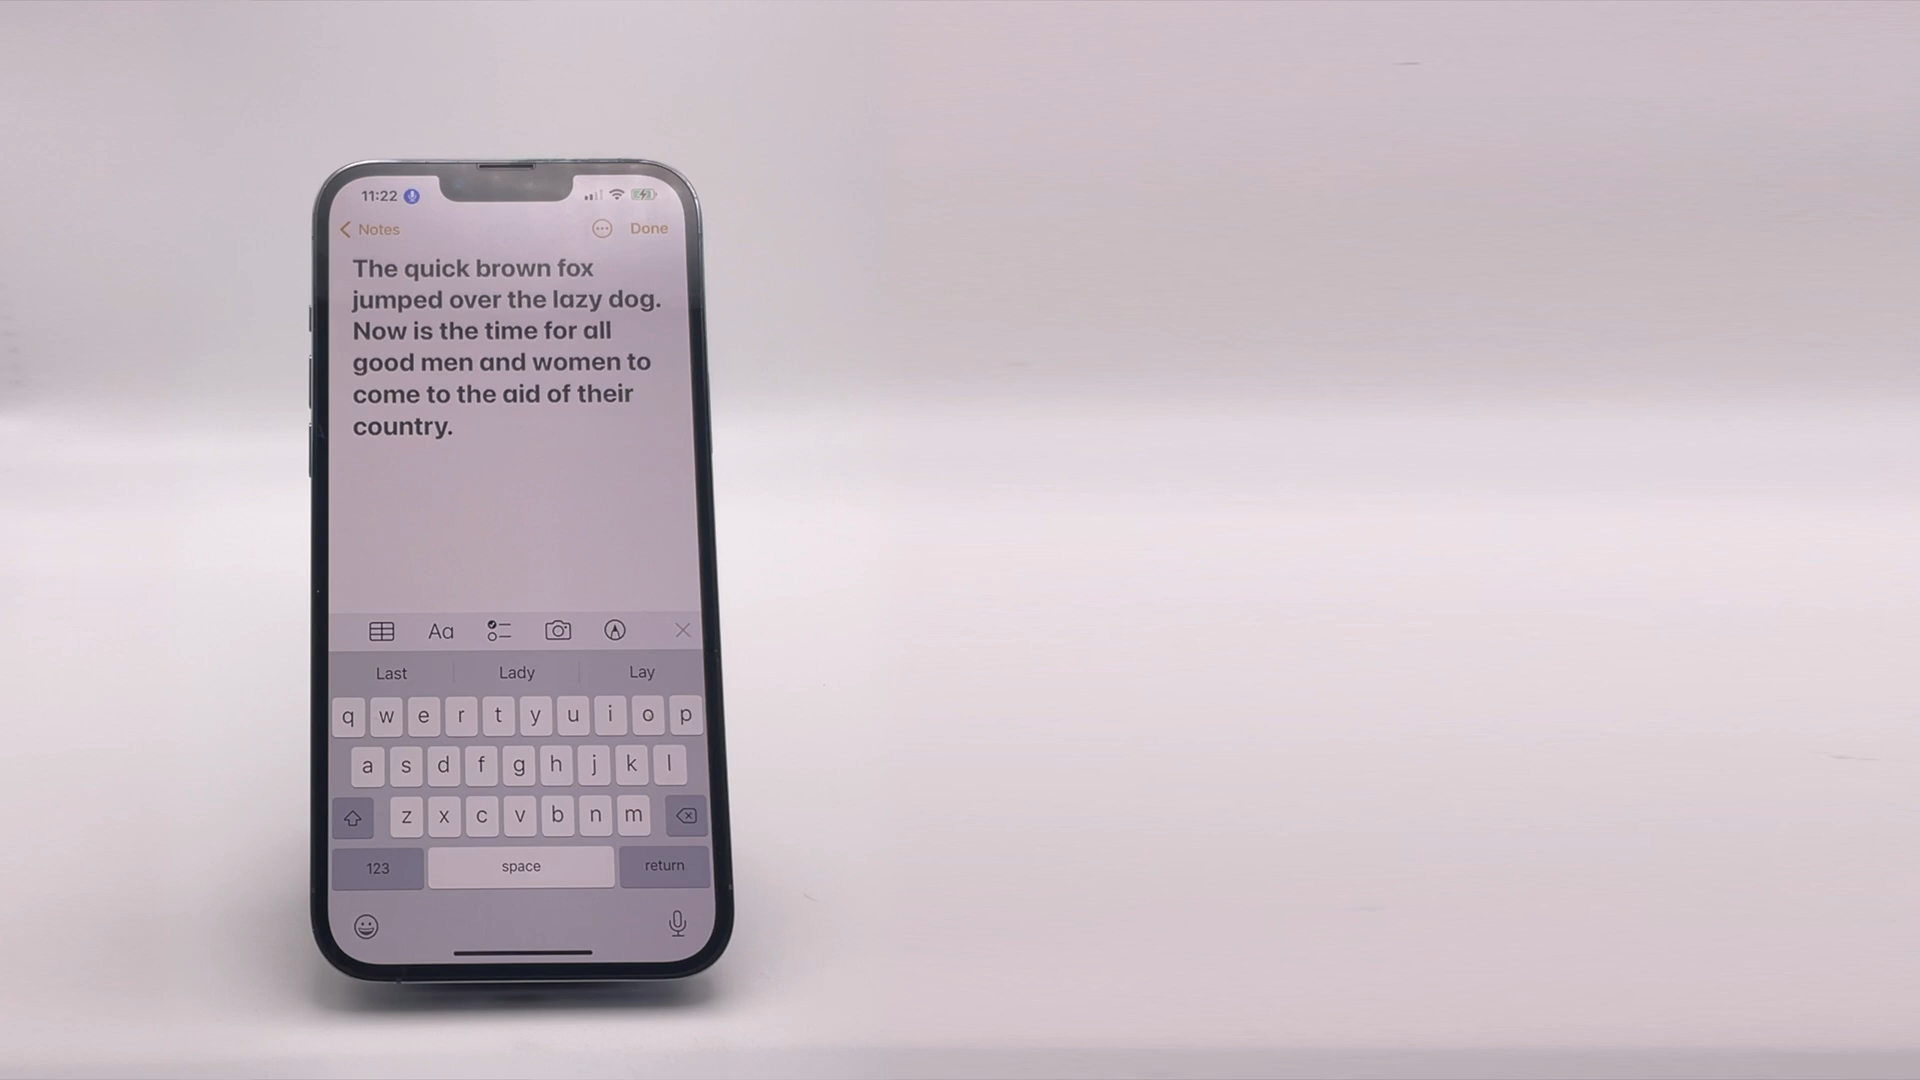 11:22
Notes
Done
The quick brown fox
jumped over the lazy dog.
Now is the time for all
good men and women to
come to the aid of their
country.
Aa
Last Lady Lay
q w e r t y u i o p
a s d f g h j k l
z x c v b n m
123 space return